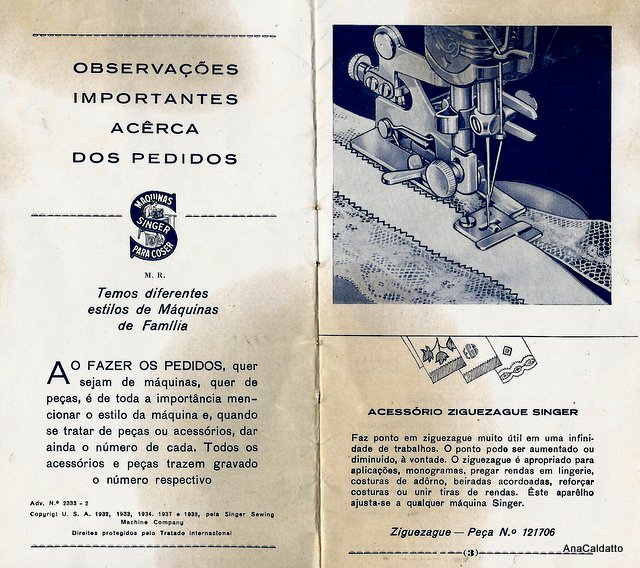 OBSERVAÇÕES
IMPORTANTES
ACÊRCA
DOS PEDIDOS
MAQUINAS
SINGER
PARA COSER
M. R.
Temos diferentes
estilos de Máquinas
de Família
AO FAZER OS PEDIDOS, quer
sejam de máquinas, quer de
peças, é de toda a importância men-
cionar o estilo da máquina e, quando
se tratar de peças ou acessórios, dar
ainda o número de cada. Todos os
acessórios e peças trazem gravado
o número respectivo
Adv. N.º 2333 - 2
Copyrigt U. S. A. 1932, 1933, 1934, 1937 e 1938, pela Singer Sewing
Machine Company
Direitos protegidos pelo Tratado Internacional
ACESSÓRIO ZIGUEZAGUE SINGER
Faz ponto em ziguezague muito útil em uma infini-
dade de trabalhos. O ponto pode ser aumentado ou
diminuído, à vontade. O ziguezague é apropriado para
aplicações, monogramas, pregar rendas em lingerie,
costuras de adôrno, beiradas acordoadas, reforçar
costuras ou unir tiras de rendas. Êste aparêlho
ajusta-se a qualquer máquina Singer.
Ziguezague — Peça N.º 121706
(3)
AnaCaldatto